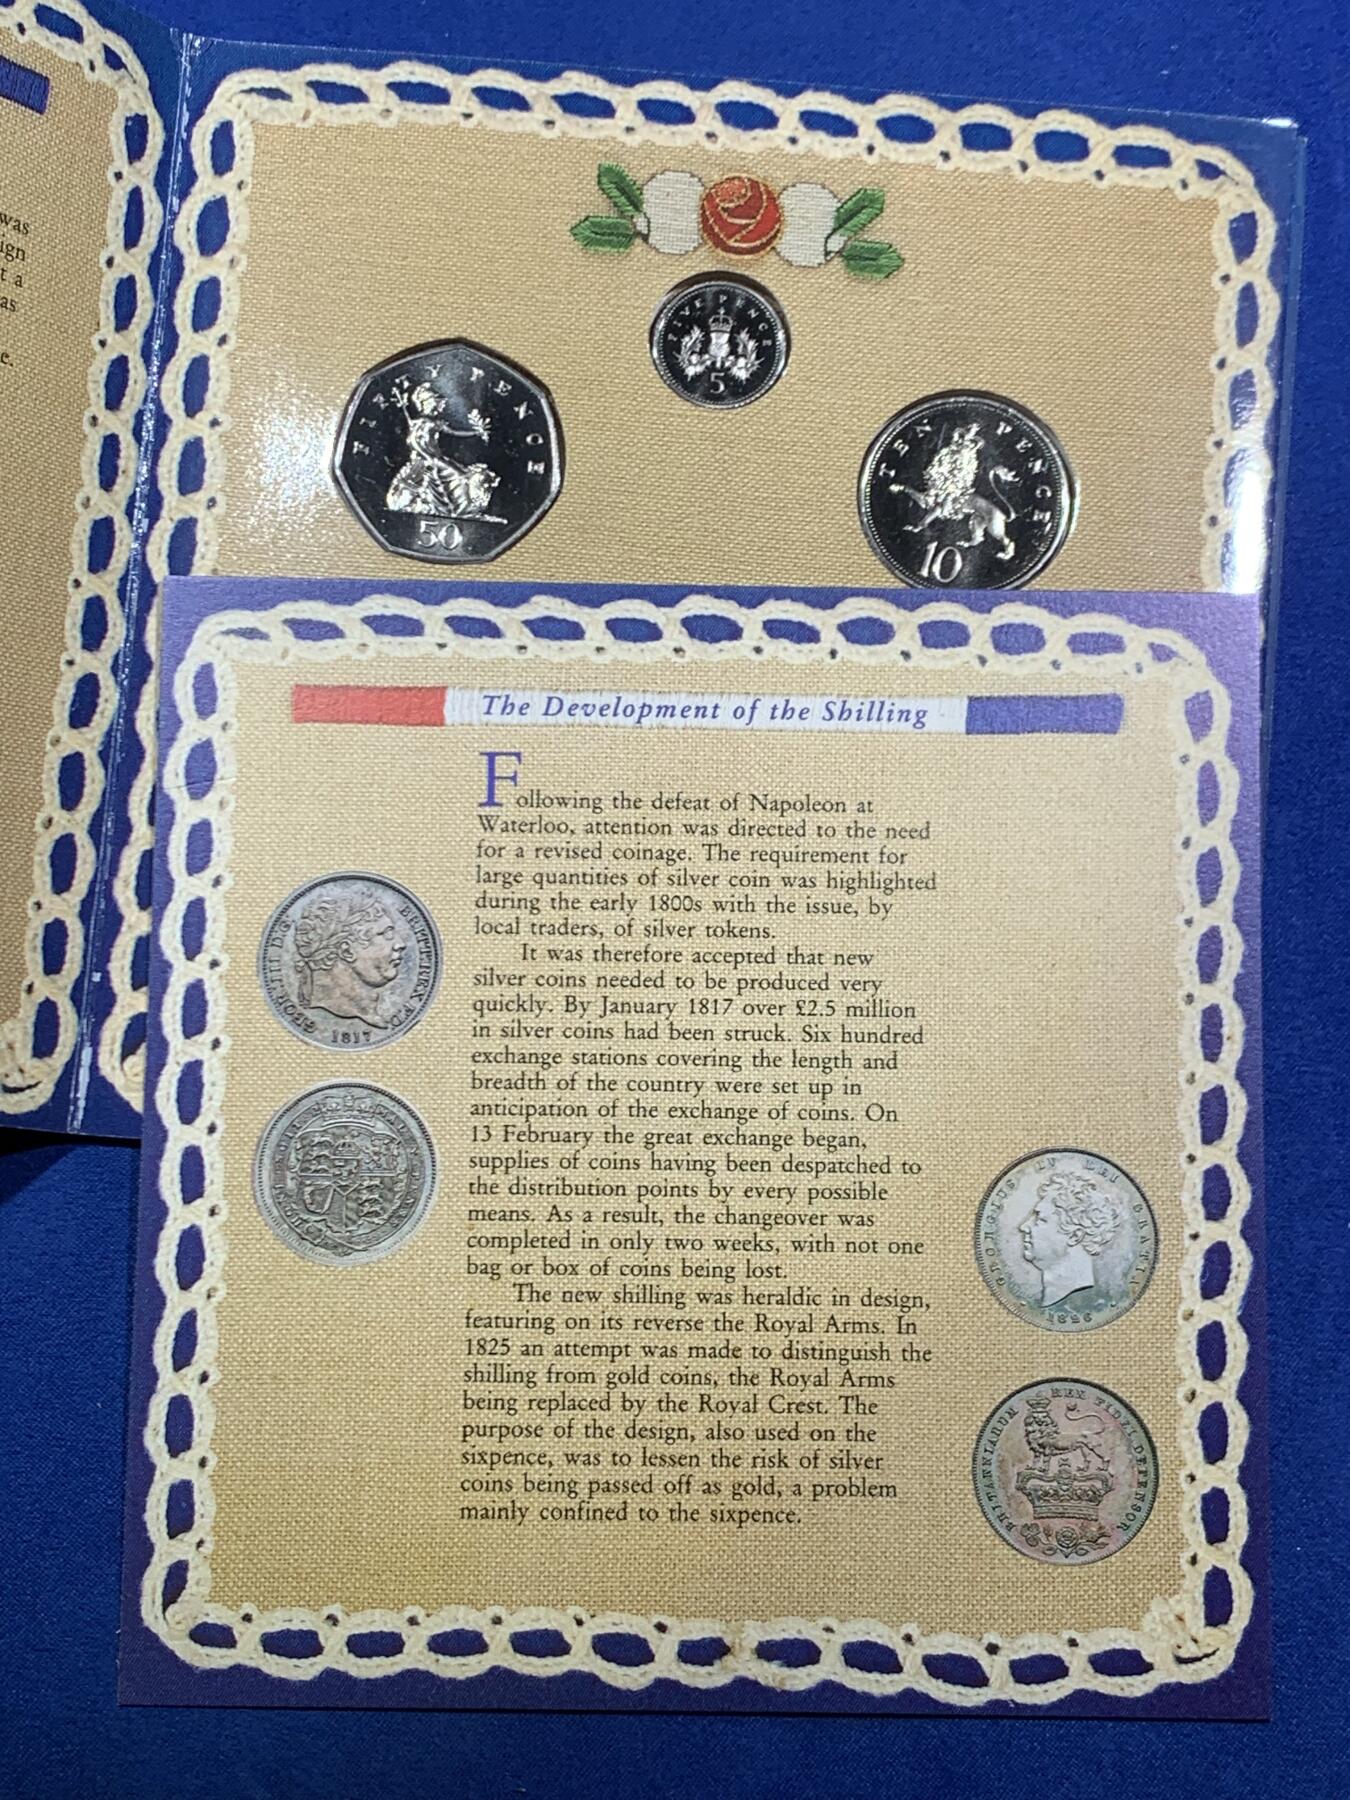 was
ign
t a
as
e.
FIVE PENCE
5
FIFTY PENCE
50
TEN PENCE
10
The Development of the Shilling
Following the defeat of Napoleon at
Waterloo, attention was directed to the need
for a revised coinage. The requirement for
large quantities of silver coin was highlighted
during the early 1800s with the issue, by
local traders, of silver tokens.
It was therefore accepted that new
silver coins needed to be produced very
quickly. By January 1817 over £2.5 million
in silver coins had been struck. Six hundred
exchange stations covering the length and
breadth of the country were set up in
anticipation of the exchange of coins. On
13 February the great exchange began,
supplies of coins having been despatched to
the distribution points by every possible
means. As a result, the changeover was
completed in only two weeks, with not one
bag or box of coins being lost.
The new shilling was heraldic in design,
featuring on its reverse the Royal Arms. In
1825 an attempt was made to distinguish the
shilling from gold coins, the Royal Arms
being replaced by the Royal Crest. The
purpose of the design, also used on the
sixpence, was to lessen the risk of silver
coins being passed off as gold, a problem
mainly confined to the sixpence.
GEOR: III D:G: BRITT: REX F:D:
1817
GEORGIUS IV DEI GRATIA
1826
BRITANNIARUM REX FIDEI DEFENSOR